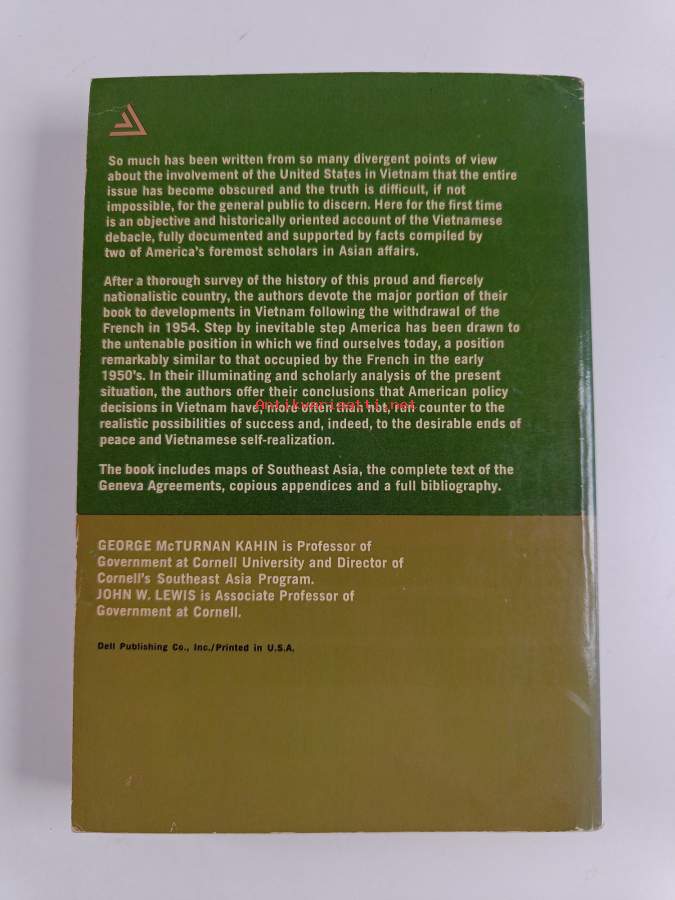 So much has been written from so many divergent points of view
about the involvement of the United States in Vietnam that the entire
issue has become obscured and the truth is difficult, if not
impossible, for the general public to discern. Here for the first time
is an objective and historically oriented account of the Vietnamese
debacle, fully documented and supported by facts compiled by
two of America's foremost scholars in Asian affairs.
After a thorough survey of the history of this proud and fiercely
nationalistic country, the authors devote the major portion of their
book to developments in Vietnam following the withdrawal of the
French in 1954. Step by inevitable step America has been drawn to
the untenable position in which we find ourselves today, a position
remarkably similar to that occupied by the French in the early
1950's. In their illuminating and scholarly analysis of the present
situation, the authors offer their conclusions that American policy
decisions in Vietnam have, more often than not, run counter to the
Antikvariaatti.net
realistic possibilities of success and, indeed, to the desirable ends of
peace and Vietnamese self-realization.
The book includes maps of Southeast Asia, the complete text of the
Geneva Agreements, copious appendices and a full bibliography.
GEORGE McTURNAN KAHIN is Professor of
Government at Cornell University and Director of
Cornell's Southeast Asia Program.
JOHN W. LEWIS is Associate Professor of
Government at Cornell.
Dell Publishing Co., Inc./Printed in U.S.A.